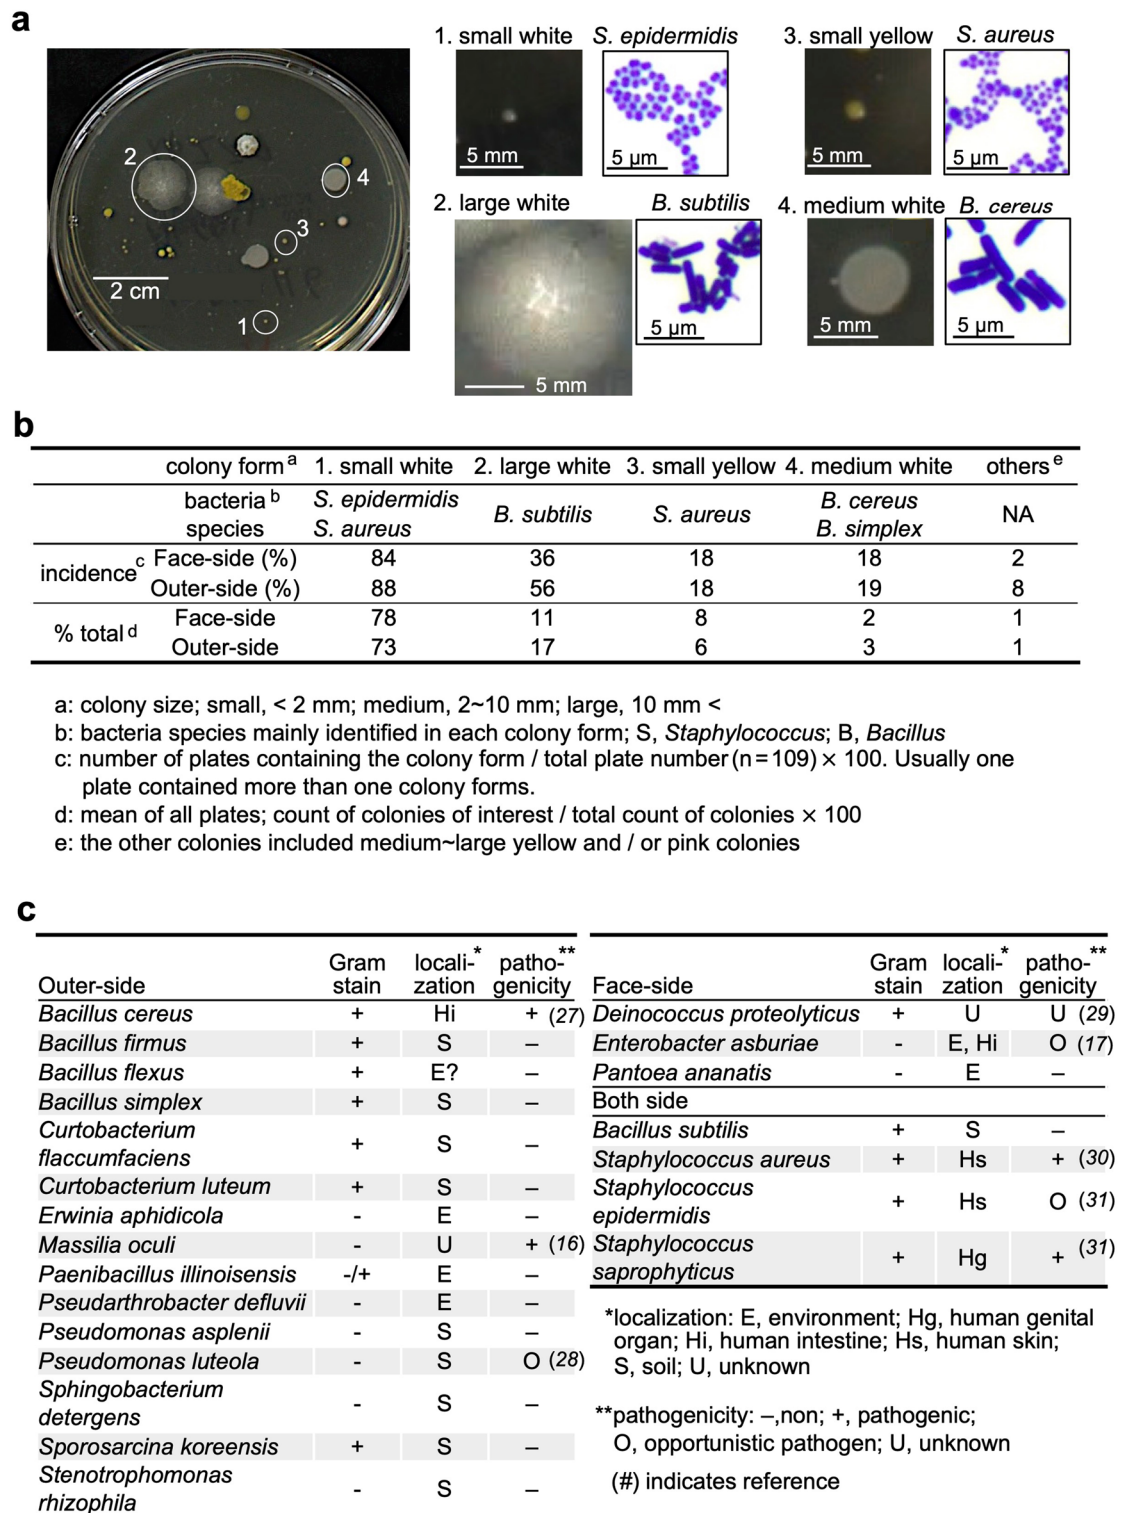 a
1. small white S. epidermidis
5 mm
5 µm
3. small yellow S. aureus
5 mm
5 µm
2
4
3
2 cm
1
2. large white B. subtilis
5 mm
5 µm
4. medium white B. cereus
5 mm
5 µm
b
colony form a 1. small white 2. large white 3. small yellow 4. medium white others e
bacteria b species S. epidermidis S. aureus B. subtilis S. aureus B. cereus B. simplex NA
incidence c Face-side (%) 84 36 18 18 2
Outer-side (%) 88 56 18 19 8
% total d Face-side 78 11 8 2 1
Outer-side 73 17 6 3 1
a: colony size; small, < 2 mm; medium, 2~10 mm; large, 10 mm <
b: bacteria species mainly identified in each colony form; S, Staphylococcus; B, Bacillus
c: number of plates containing the colony form / total plate number (n=109) × 100. Usually one
plate contained more than one colony forms.
d: mean of all plates; count of colonies of interest / total count of colonies × 100
e: the other colonies included medium~large yellow and / or pink colonies
c
Outer-side Gram stain locali-zation* patho-genicity**
Bacillus cereus + Hi + (27)
Bacillus firmus + S –
Bacillus flexus + E? –
Bacillus simplex + S –
Curtobacterium flaccumfaciens + S –
Curtobacterium luteum + S –
Erwinia aphidicola - E –
Massilia oculi - U + (16)
Paenibacillus illinoisensis -/+ E –
Pseudarthrobacter defluvii - E –
Pseudomonas asplenii - S –
Pseudomonas luteola - S O (28)
Sphingobacterium detergens - S –
Sporosarcina koreensis + S –
Stenotrophomonas rhizophila - S –
Face-side Gram stain locali-zation* patho-genicity**
Deinococcus proteolyticus + U U (29)
Enterobacter asburiae - E, Hi O (17)
Pantoea ananatis - E –
Both side
Bacillus subtilis + S –
Staphylococcus aureus + Hs + (30)
Staphylococcus epidermidis + Hs O (31)
Staphylococcus saprophyticus + Hg + (31)
*localization: E, environment; Hg, human genital
organ; Hi, human intestine; Hs, human skin;
S, soil; U, unknown
**pathogenicity: –,non; +, pathogenic;
O, opportunistic pathogen; U, unknown
(#) indicates reference